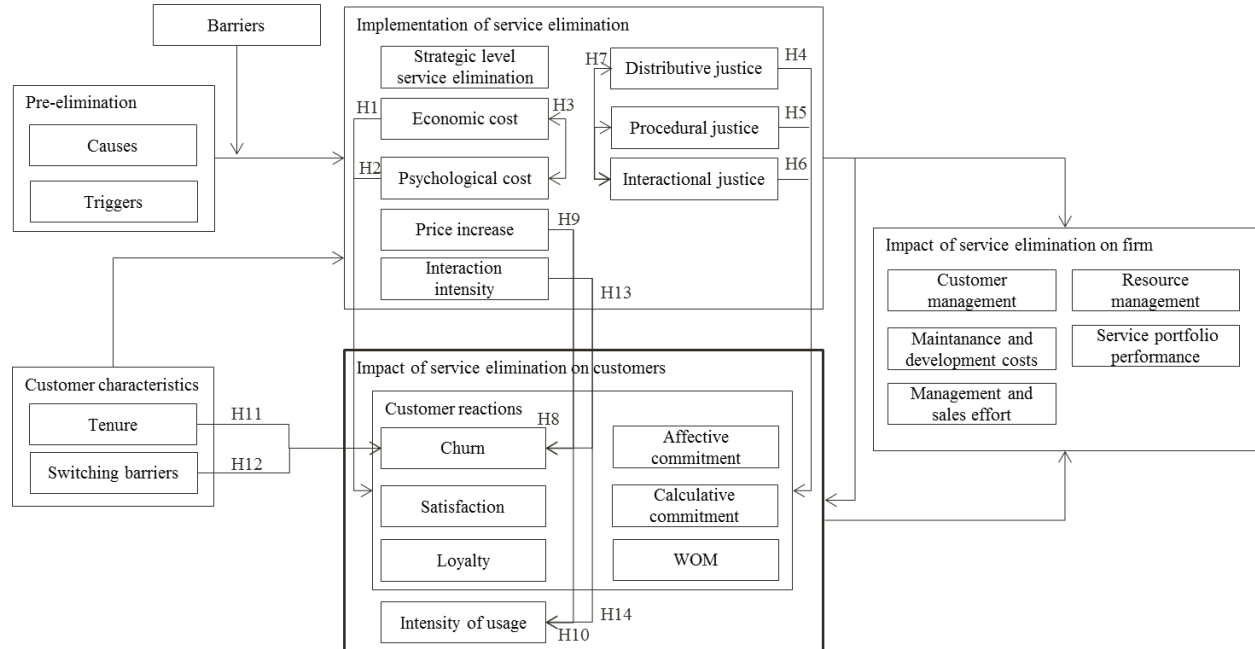 Barriers
Implementation of service elimination
Strategic level
service elimination
H7
Distributive justice
H4
Pre-elimination
Causes
Triggers
H1
Economic cost
H3
Procedural justice
H5
H2
Psychological cost
Interactional justice
H6
Price increase
H9
Interaction
intensity
H13
Impact of service elimination on firm
Customer
management
Resource
management
Maintanance and
development costs
Service portfolio
performance
Management and
sales effort
Customer characteristics
Tenure
H11
Switching barriers
H12
Impact of service elimination on customers
Customer reactions
Churn
H8
Affective
commitment
Satisfaction
Calculative
commitment
Loyalty
WOM
Intensity of usage
H14
H10